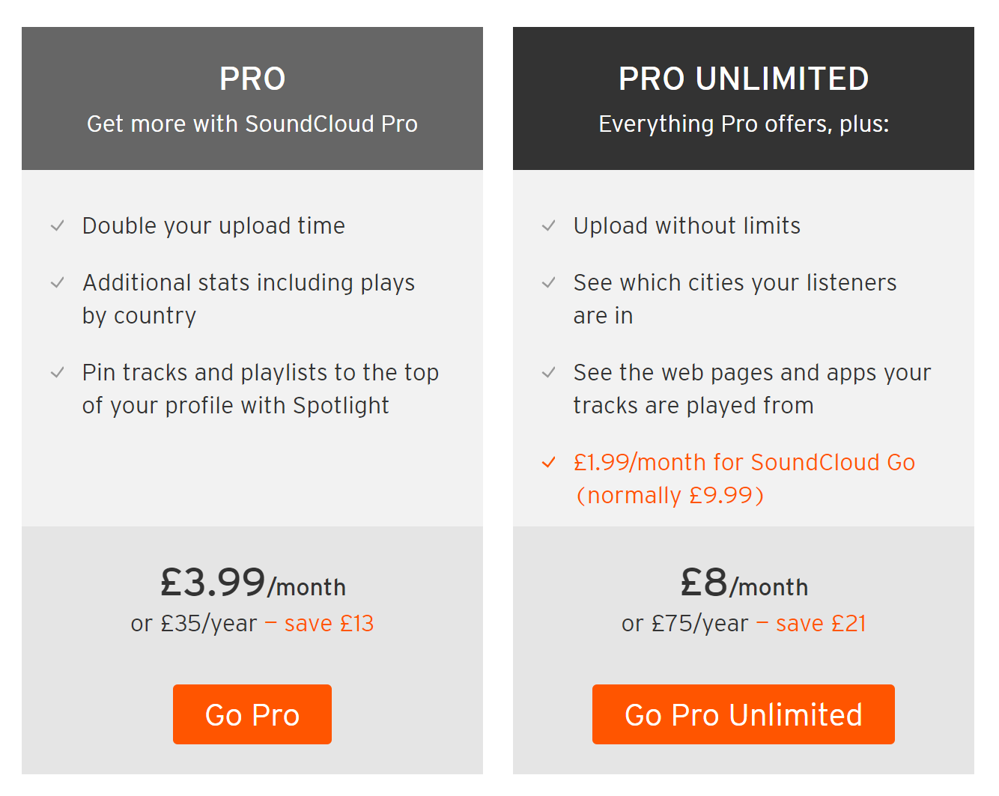 PRO
Get more with SoundCloud Pro
Double your upload time
Additional stats including plays
by country
Pin tracks and playlists to the top
of your profile with Spotlight
£3.99/month
or £35/year – save £13
Go Pro
PRO UNLIMITED
Everything Pro offers, plus:
Upload without limits
See which cities your listeners
are in
See the web pages and apps your
tracks are played from
£1.99/month for SoundCloud Go
(normally £9.99)
£8/month
or £75/year – save £21
Go Pro Unlimited